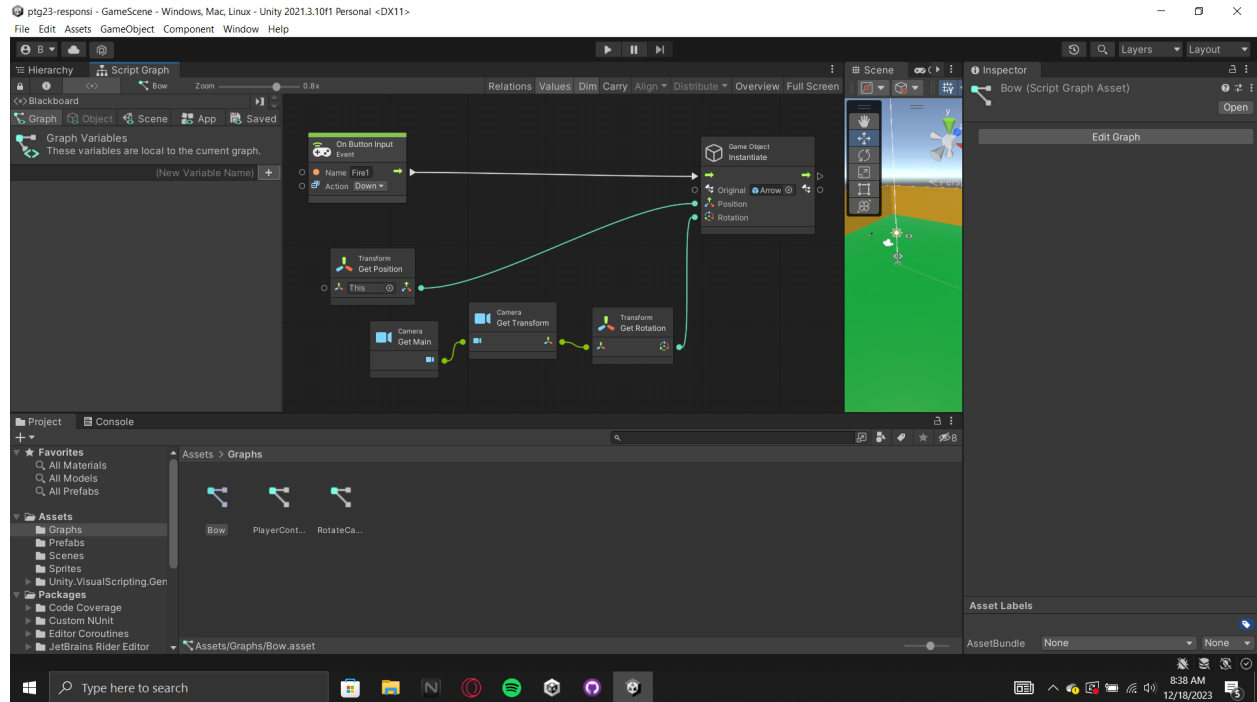 ptg23-responsi - GameScene - Windows, Mac, Linux - Unity 2021.3.10f1 Personal <DX11>
File Edit Assets GameObject Component Window Help
B
Layers Layout
Hierarchy Script Graph
Scene
Inspector
Bow Zoom 0.8x Relations Values Dim Carry Align Distribute Overview Full Screen
Bow (Script Graph Asset)
Open
Blackboard
Graph Object Scene App Saved
Graph Variables
These variables are local to the current graph.
(New Variable Name)
Edit Graph
On Button Input
Event
Name Fire1
Action Down
Game Object
Instantiate
Original Arrow
Position
Rotation
y
< Pers
Transform
Get Position
This
Camera
Get Main
Camera
Get Transform
Transform
Get Rotation
Project Console
8
Favorites
All Materials
All Models
All Prefabs
Assets
Graphs
Prefabs
Scenes
Sprites
Unity.VisualScripting.Gen
Packages
Code Coverage
Custom NUnit
Editor Coroutines
JetBrains Rider Editor
Assets > Graphs
Bow PlayerCont... RotateCa...
Assets/Graphs/Bow.asset
Asset Labels
AssetBundle None None
Type here to search
N
8:38 AM
12/18/2023
5